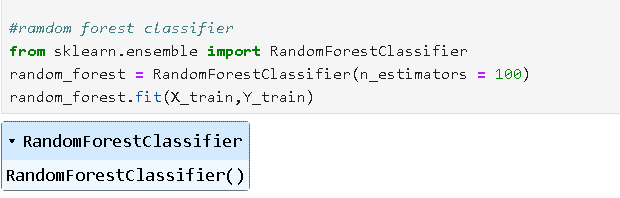 #ramdom forest classifier
from sklearn.ensemble import RandomForestClassifier
random_forest = RandomForestClassifier(n_estimators = 100)
random_forest.fit(X_train,Y_train)
▾ RandomForestClassifier
RandomForestClassifier()